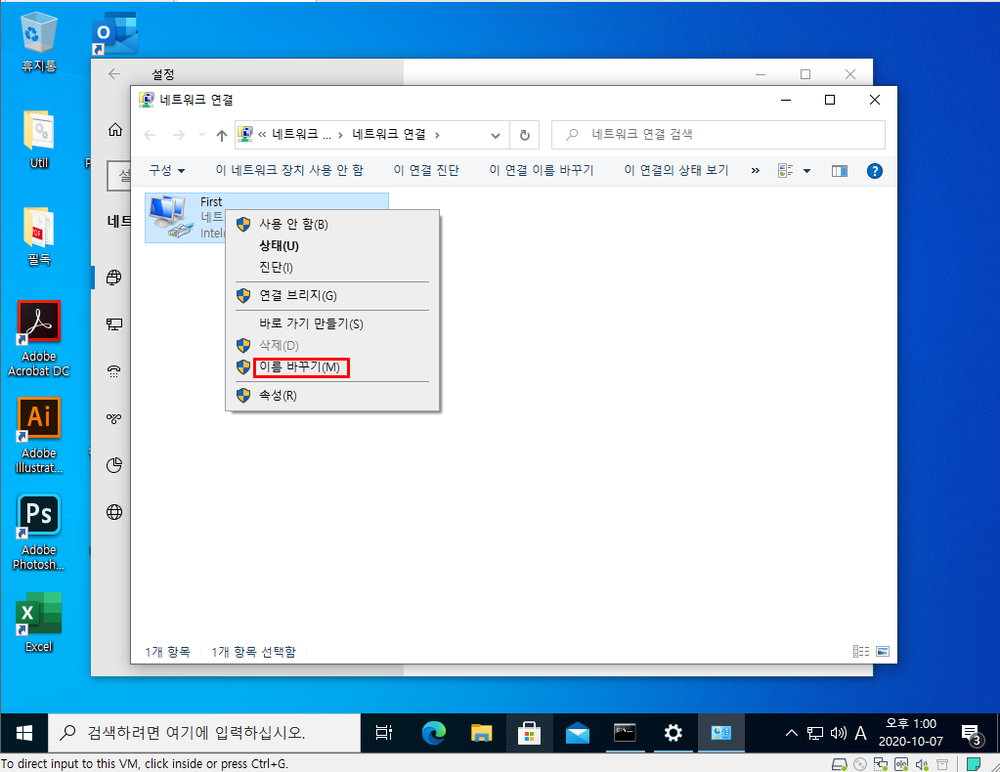 휴지통
Util
필독
Adobe
Acrobat DC
Adobe
Illustrat...
Adobe
Photosh...
Excel
설정
네트워크 연결
« 네트워크 ... › 네트워크 연결 ›
네트워크 연결 검색
구성
이 네트워크 장치 사용 안 함
이 연결 진단
이 연결 이름 바꾸기
이 연결의 상태 보기
»
First
네트
Intel
사용 안 함(B)
상태(U)
진단(I)
연결 브리지(G)
바로 가기 만들기(S)
삭제(D)
이름 바꾸기(M)
속성(R)
1개 항목
1개 항목 선택함
검색하려면 여기에 입력하십시오.
A
오후 1:00
2020-10-07
3
To direct input to this VM, click inside or press Ctrl+G.